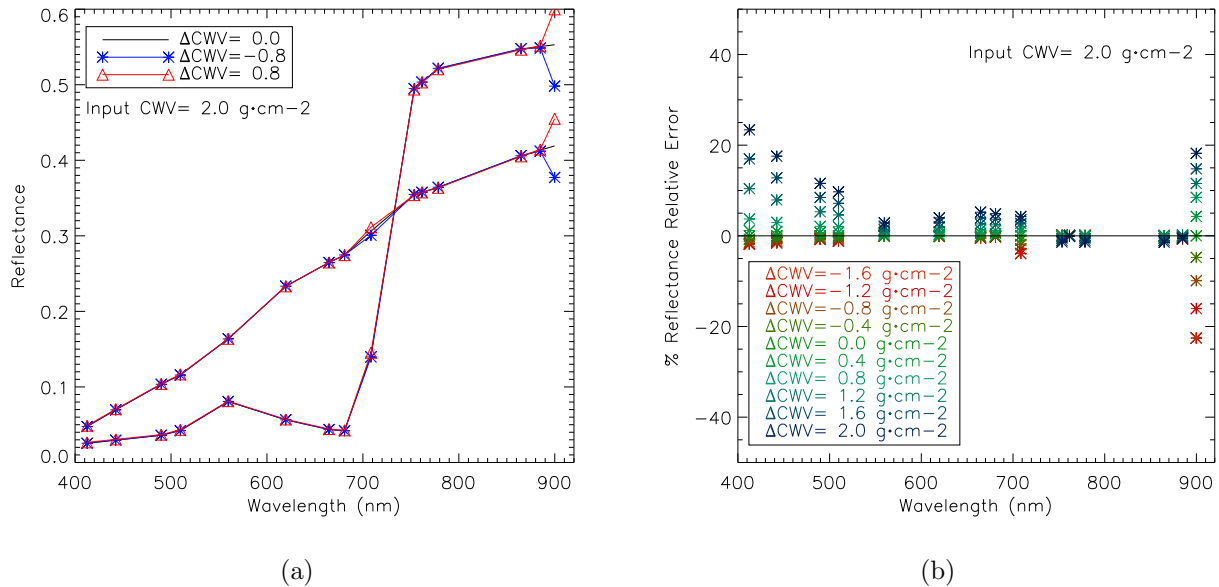 0.6
0.5
0.4
0.3
0.2
0.1
0.0
Reflectance
ΔCWV= 0.0
ΔCWV=−0.8
ΔCWV= 0.8
Input CWV= 2.0 g·cm−2
400 500 600 700 800 900
Wavelength (nm)
(a)
40
20
0
−20
−40
% Reflectance Relative Error
Input CWV= 2.0 g·cm−2
ΔCWV=−1.6 g·cm−2
ΔCWV=−1.2 g·cm−2
ΔCWV=−0.8 g·cm−2
ΔCWV=−0.4 g·cm−2
ΔCWV= 0.0 g·cm−2
ΔCWV= 0.4 g·cm−2
ΔCWV= 0.8 g·cm−2
ΔCWV= 1.2 g·cm−2
ΔCWV= 1.6 g·cm−2
ΔCWV= 2.0 g·cm−2
400 500 600 700 800 900
Wavelength (nm)
(b)